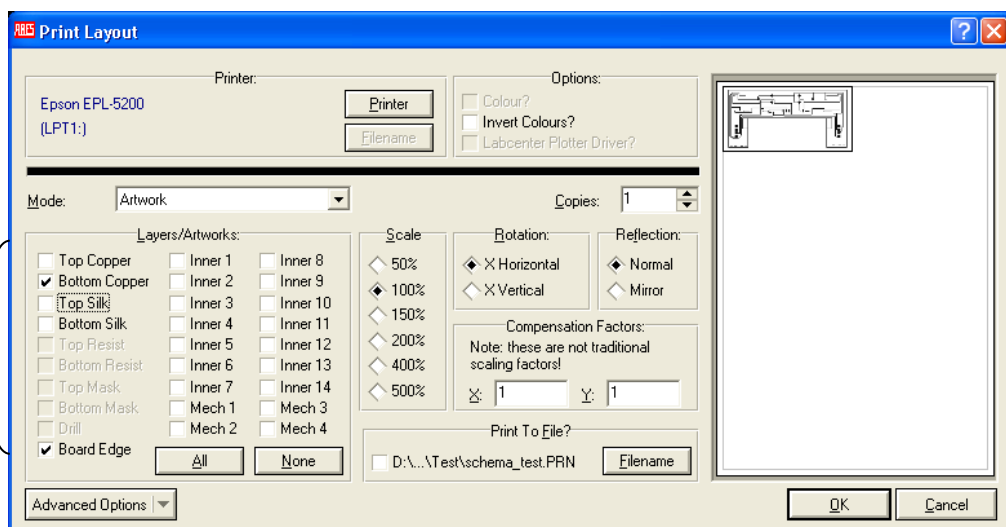 ARES Print Layout
Printer:
Epson EPL-5200
(LPT1:)
Printer
Filename
Options:
Colour?
Invert Colours?
Labcenter Plotter Driver?
Mode: Artwork
Copies: 1
Layers/Artworks:
Top Copper Inner 1 Inner 8
Bottom Copper Inner 2 Inner 9
Top Silk Inner 3 Inner 10
Bottom Silk Inner 4 Inner 11
Top Resist Inner 5 Inner 12
Bottom Resist Inner 6 Inner 13
Top Mask Inner 7 Inner 14
Bottom Mask Mech 1 Mech 3
Drill Mech 2 Mech 4
Board Edge All None
Scale
50%
100%
150%
200%
400%
500%
Rotation:
X Horizontal
X Vertical
Reflection:
Normal
Mirror
Compensation Factors:
Note: these are not traditional
scaling factors!
X: 1 Y: 1
Print To File?
D:\...\Test\schema_test.PRN Filename
Advanced Options OK Cancel